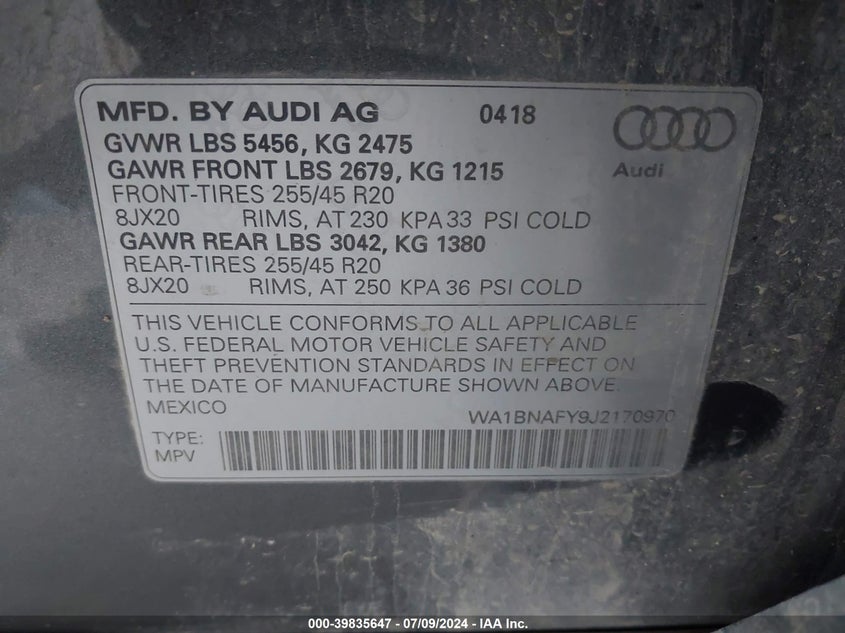 MFD. BY AUDI AG 0418
GVWR LBS 5456, KG 2475
GAWR FRONT LBS 2679, KG 1215
Audi
FRONT-TIRES 255/45 R20
8JX20 RIMS, AT 230 KPA 33 PSI COLD
GAWR REAR LBS 3042, KG 1380
REAR-TIRES 255/45 R20
8JX20 RIMS, AT 250 KPA 36 PSI COLD
THIS VEHICLE CONFORMS TO ALL APPLICABLE
U.S. FEDERAL MOTOR VEHICLE SAFETY AND
THEFT PREVENTION STANDARDS IN EFFECT ON
THE DATE OF MANUFACTURE SHOWN ABOVE.
MEXICO
WA1BNAFY9J2170970
TYPE:
MPV
000-39835647 - 07/09/2024 - IAA Inc.